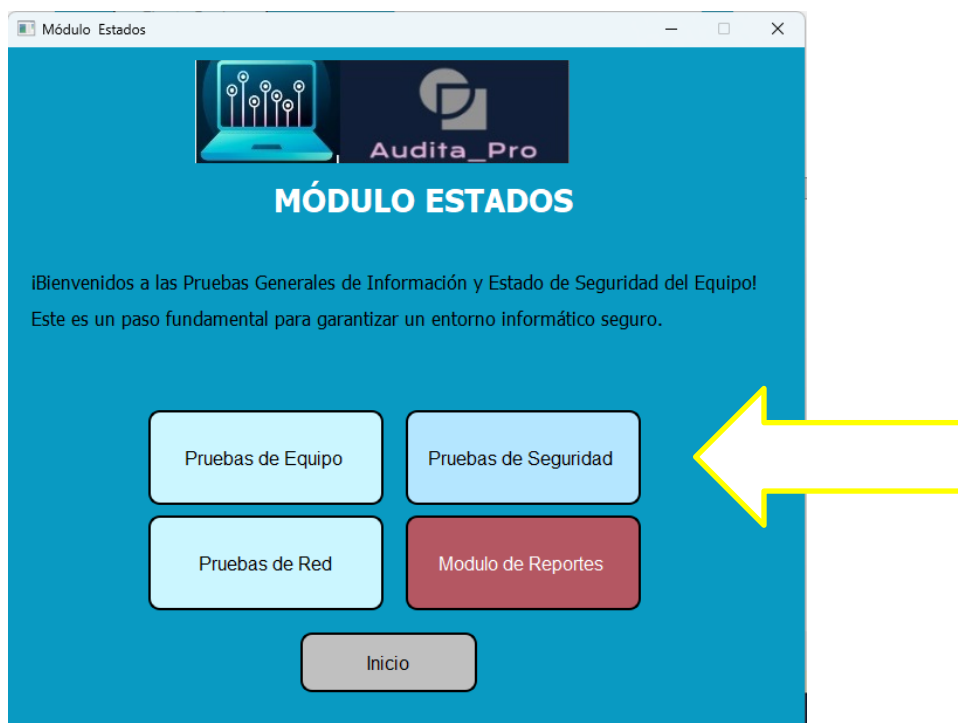 Módulo Estados
Audita_Pro
MÓDULO ESTADOS
¡Bienvenidos a las Pruebas Generales de Información y Estado de Seguridad del Equipo!
Este es un paso fundamental para garantizar un entorno informático seguro.
Pruebas de Equipo
Pruebas de Seguridad
Pruebas de Red
Modulo de Reportes
Inicio